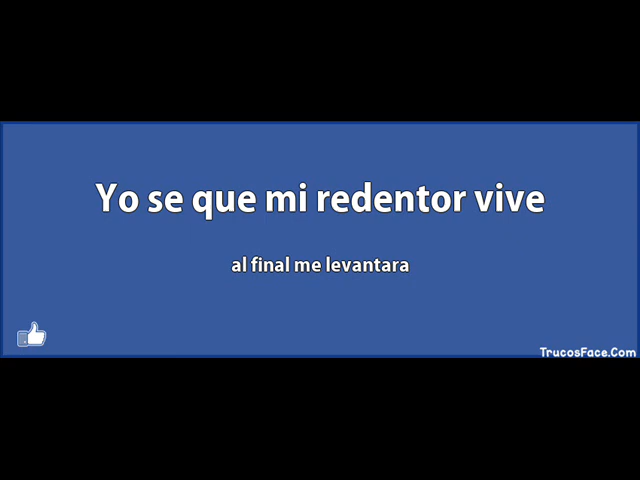 Yo se que mi redentor vive
al final me levantara
TrucosFace.Com